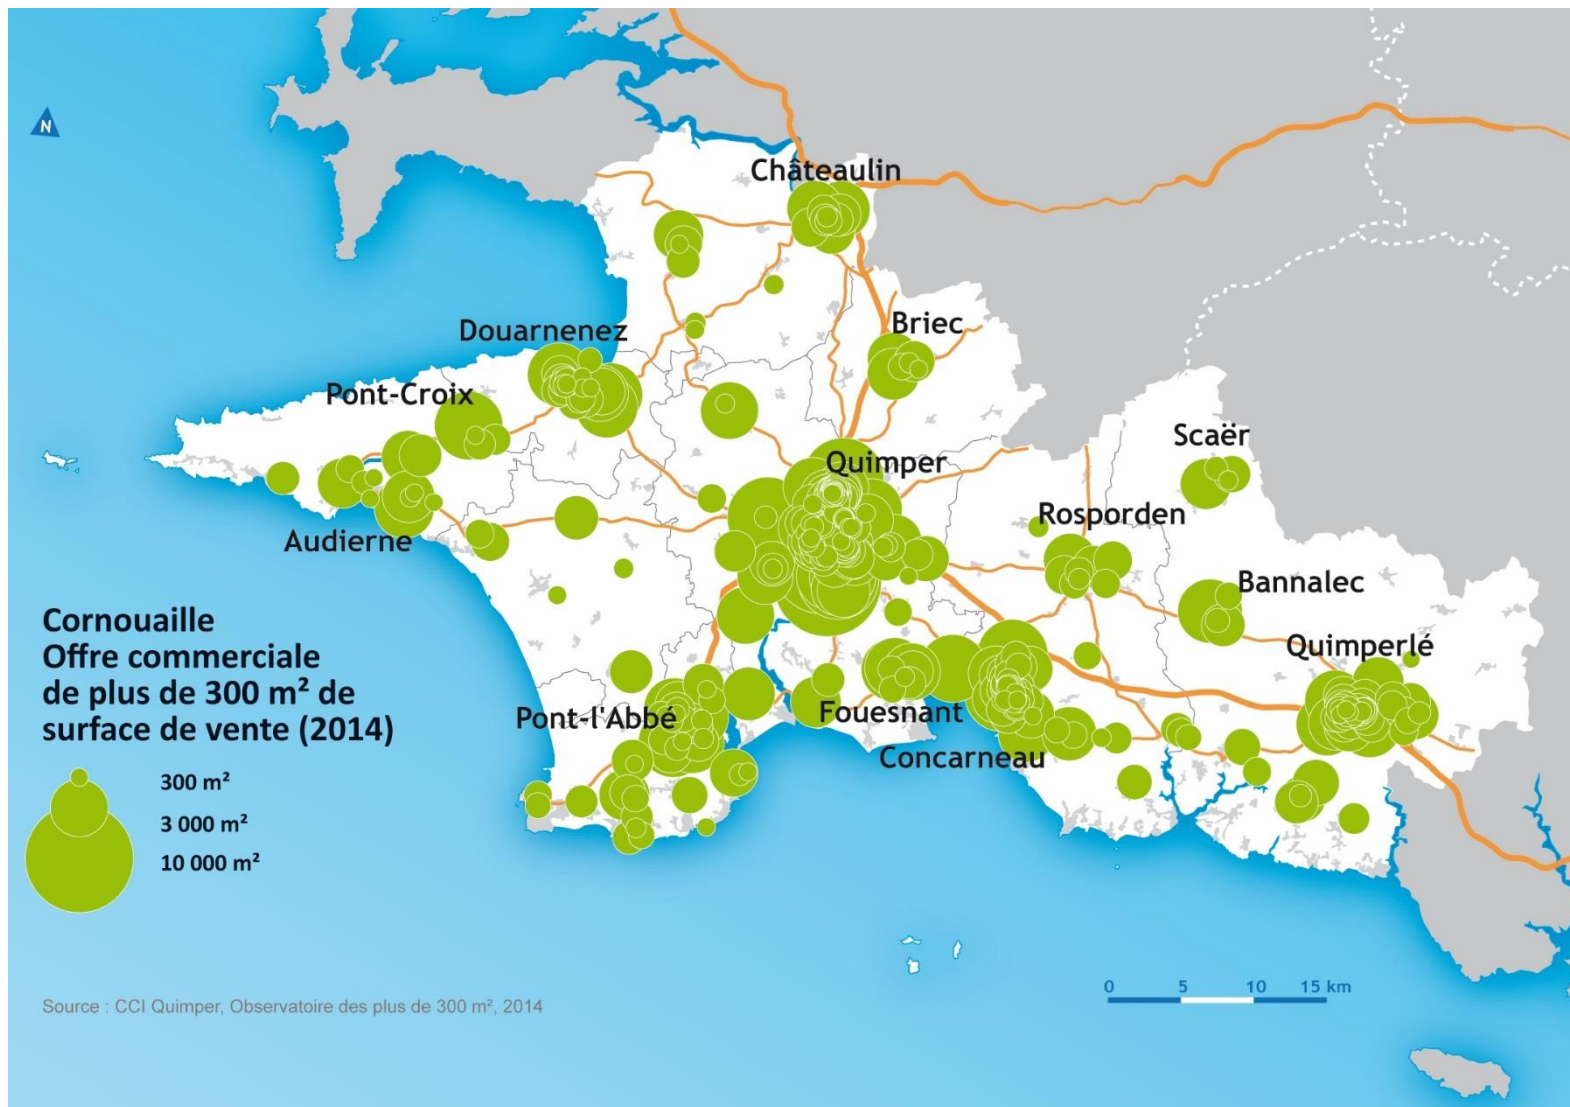 N
Châteaulin
Briec
Douarnenez
Pont-Croix
Scaër
Quimper
Rosporden
Audierne
Bannalec
Quimperlé
Pont-l'Abbé
Fouesnant
Concarneau
Cornouaille
Offre commerciale
de plus de 300 m² de
surface de vente (2014)
300 m²
3 000 m²
10 000 m²
0 5 10 15 km
Source : CCI Quimper, Observatoire des plus de 300 m², 2014